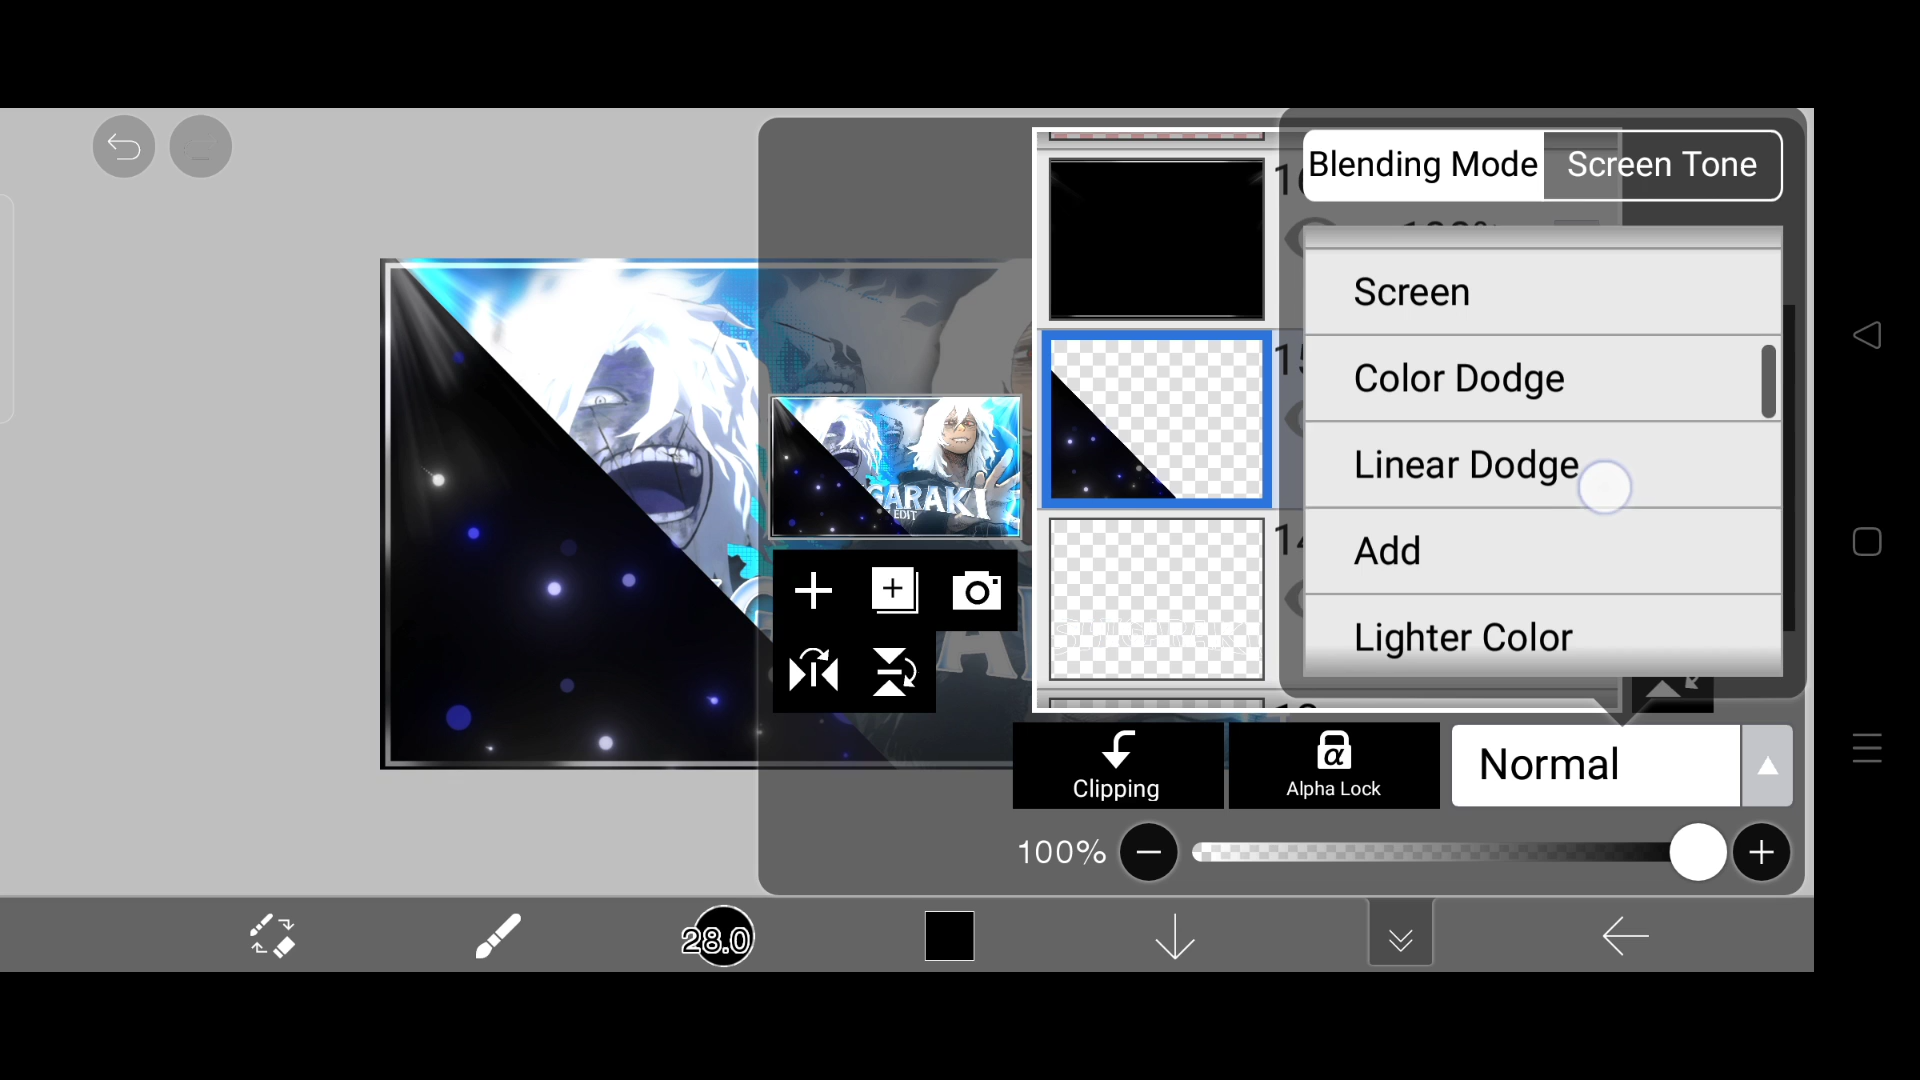 Blending Mode Screen Tone
Screen
Color Dodge
Linear Dodge
Add
Lighter Color
GARAKI
EDIT
Clipping
α
Alpha Lock
Normal
100%
28.0